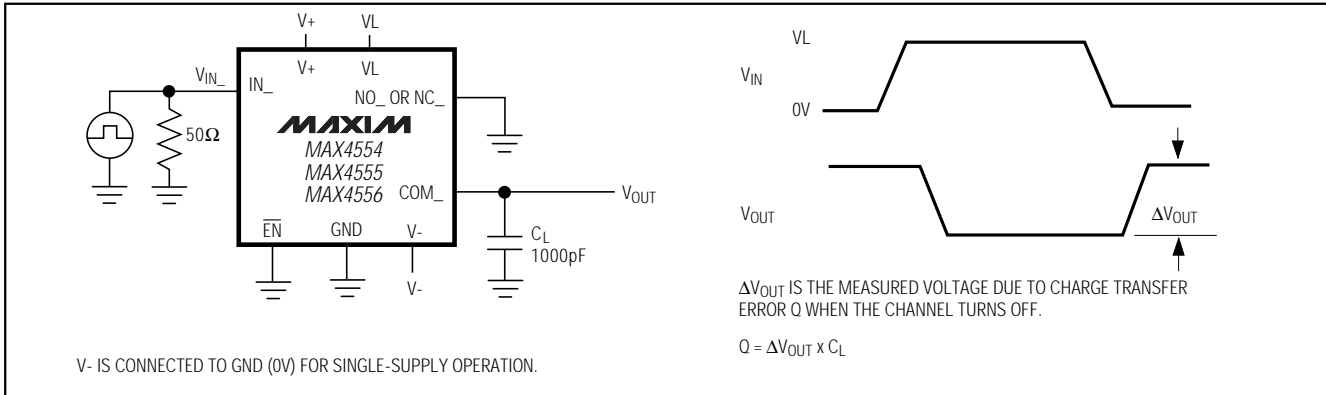 V+ VL
V+ VL
VIN_
IN_
NO_ OR NC_
50Ω
MAXIM
MAX4554
MAX4555
MAX4556
COM_
VOUT
EN GND V-
CL
1000pF
V-
V- IS CONNECTED TO GND (0V) FOR SINGLE-SUPPLY OPERATION.
VL
VIN
0V
VOUT
ΔVOUT
ΔVOUT IS THE MEASURED VOLTAGE DUE TO CHARGE TRANSFER
ERROR Q WHEN THE CHANNEL TURNS OFF.
Q = ΔVOUT x CL